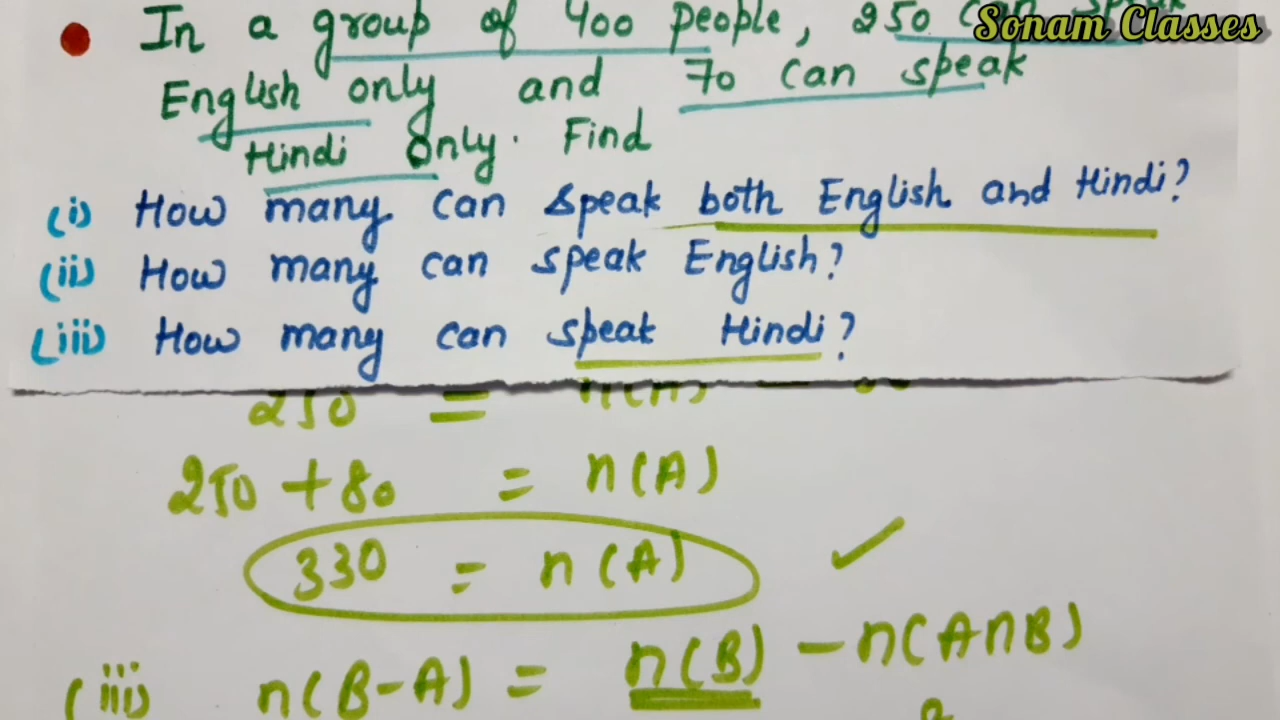 In a group of 400 people, 250 can speak
Sonam Classes
English only and 70 can speak
Hindi only. Find
(i) How many can speak both English and Hindi?
(ii) How many can speak English?
(iii) How many can speak Hindi?
250 = n(A)
250 + 80 = n(A)
330 = n(A) ✓
(iii) n(B-A) = n(B) - n(A∩B)